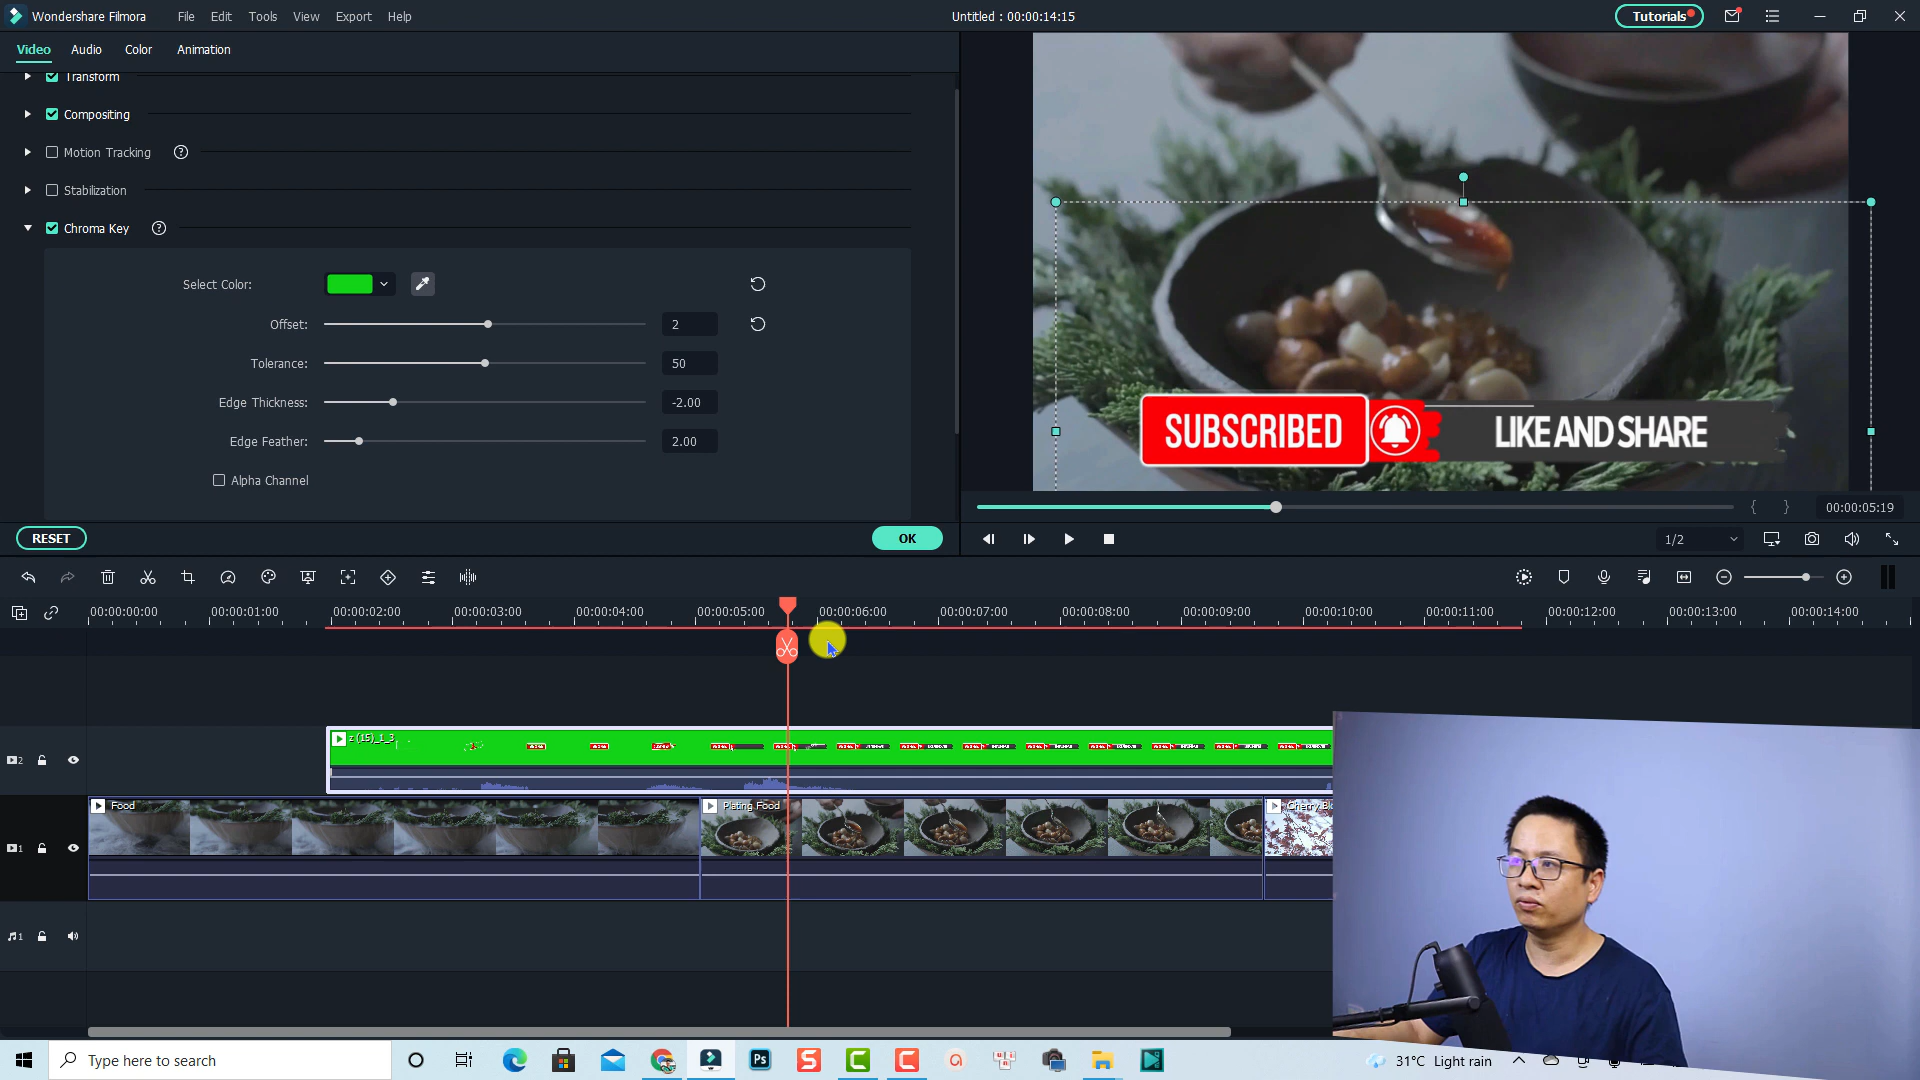 Wondershare Filmora File Edit Tools View Export Help Untitled : 00:00:14:15 Tutorials
Video Audio Color Animation
Transform
Compositing
Motion Tracking ?
Stabilization
Chroma Key ?
Select Color:
Offset: 2
Tolerance: 50
Edge Thickness: -2.00
Edge Feather: 2.00
Alpha Channel
SUBSCRIBED LIKE AND SHARE
{ } 00:00:05:19
RESET OK
1/2
00:00:00:00 00:00:01:00 00:00:02:00 00:00:03:00 00:00:04:00 00:00:05:00 00:00:06:00 00:00:07:00 00:00:08:00 00:00:09:00 00:00:10:00 00:00:11:00 00:00:12:00 00:00:13:00 00:00:14:00
2
z (15)_1_3
Food Plating Food
1
1
Type here to search
Ps S C C
31°C Light rain